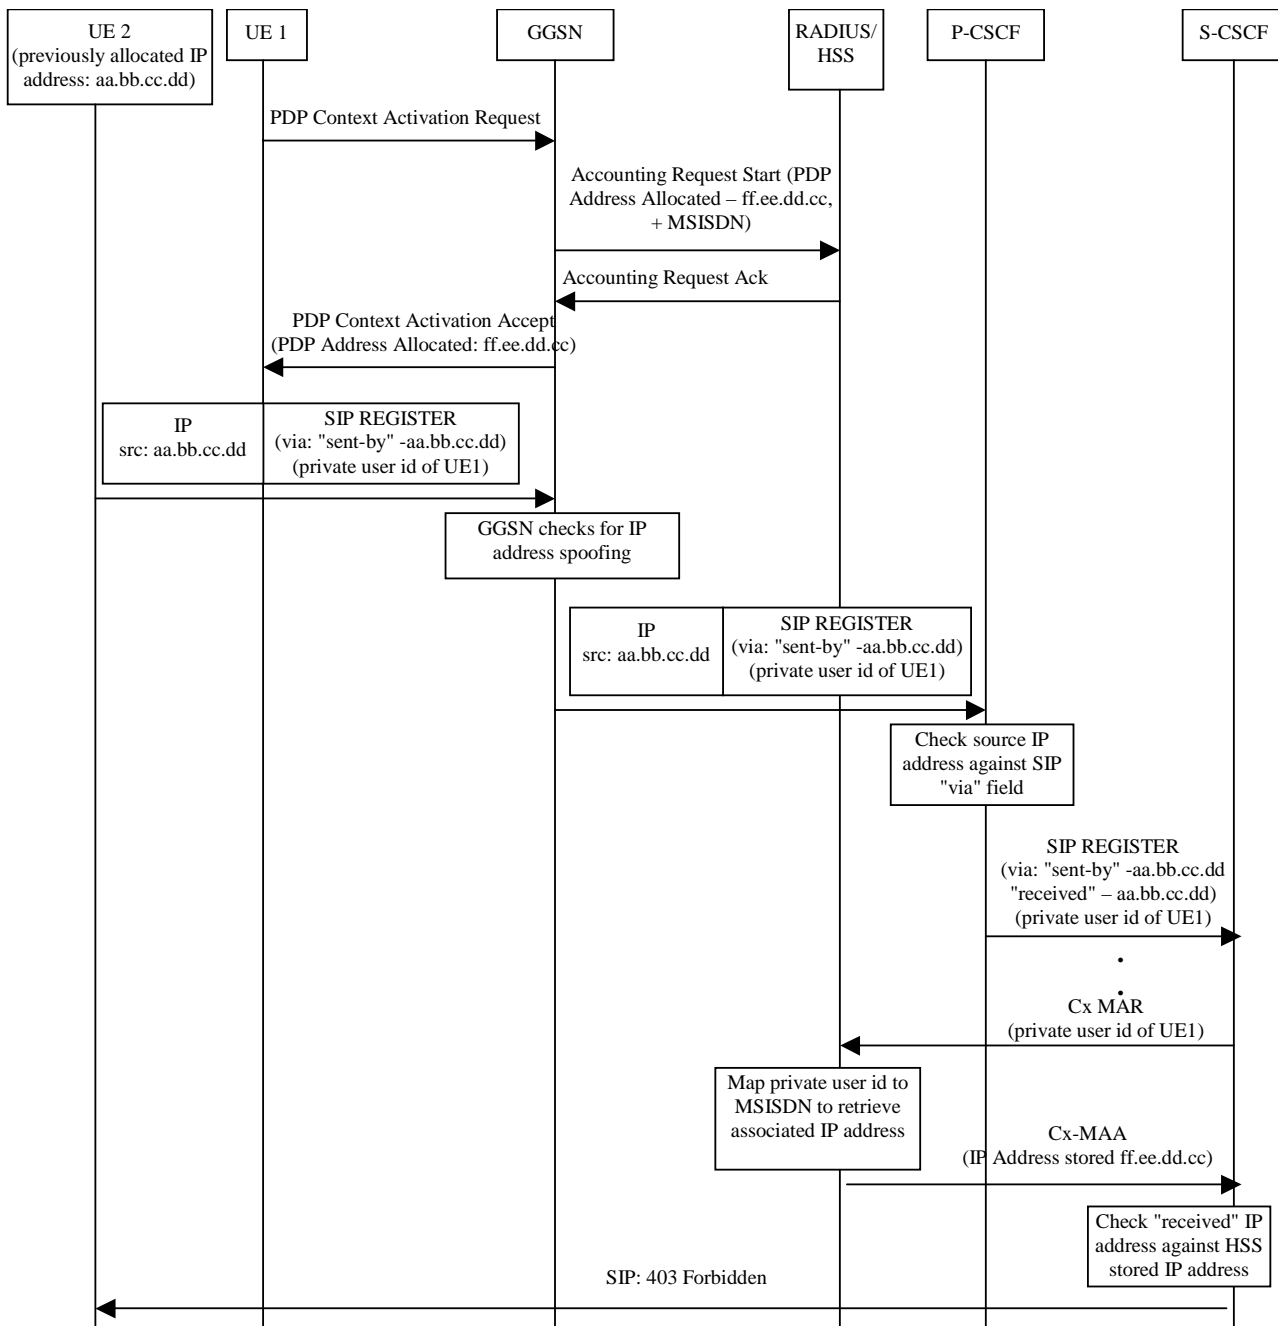 UE 2
(previously allocated IP
address: aa.bb.cc.dd)
UE 1
GGSN
RADIUS/
HSS
P-CSCF
S-CSCF
PDP Context Activation Request
Accounting Request Start (PDP
Address Allocated – ff.ee.dd.cc,
+ MSISDN)
Accounting Request Ack
PDP Context Activation Accept
(PDP Address Allocated: ff.ee.dd.cc)
IP
src: aa.bb.cc.dd
SIP REGISTER
(via: "sent-by" -aa.bb.cc.dd)
(private user id of UE1)
GGSN checks for IP
address spoofing
IP
src: aa.bb.cc.dd
SIP REGISTER
(via: "sent-by" -aa.bb.cc.dd)
(private user id of UE1)
Check source IP
address against SIP
"via" field
SIP REGISTER
(via: "sent-by" -aa.bb.cc.dd
"received" – aa.bb.cc.dd)
(private user id of UE1)
.
.
Cx MAR
(private user id of UE1)
Map private user id to
MSISDN to retrieve
associated IP address
Cx-MAA
(IP Address stored ff.ee.dd.cc)
Check "received" IP
address against HSS
stored IP address
SIP: 403 Forbidden